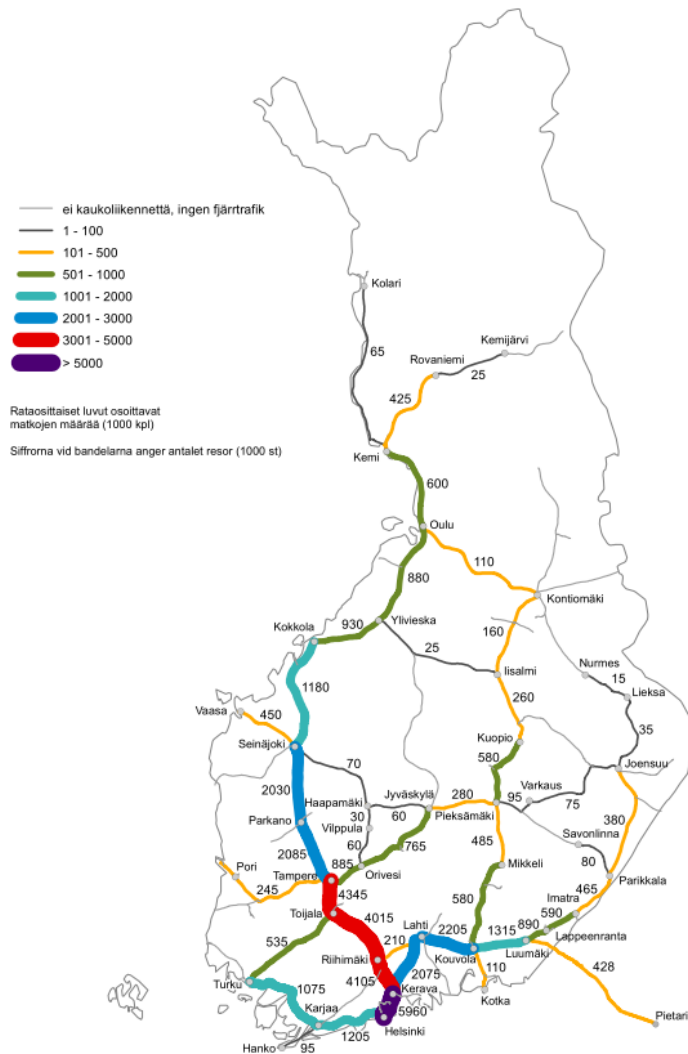 ei kaukoliikennettä, ingen fjärrtrafik
1 - 100
101 - 500
501 - 1000
1001 - 2000
2001 - 3000
3001 - 5000
> 5000
Rataosittaiset luvut osoittavat
matkojen määrää (1000 kpl)
Siffrorna vid bandelarna anger antalet resor (1000 st)
Kolari
65
Kemijärvi
Rovaniemi
25
425
Kemi
600
Oulu
110
880
Kontiomäki
930
Ylivieska
160
Kokkola
25
Iisalmi
Nurmes
15
Lieksa
1180
260
Vaasa
450
35
Kuopio
Seinäjoki
580
Joensuu
70
2030
Jyväskylä
280
Varkaus
75
Haapamäki
60
Pieksämäki
95
30
Parkano
Vilppula
380
765
485
Savonlinna
60
2085
885
Orivesi
Mikkeli
80
Pori
Tampere
Parikkala
245
4345
580
465
Imatra
Toijala
4015
590
Lahti
2205
1315
890
Lappeenranta
535
210
Luumäki
Riihimäki
Kouvola
428
2075
110
4105
Turku
1075
Kerava
Kotka
5960
Karjaa
Pietari
Helsinki
1205
Hanko
95